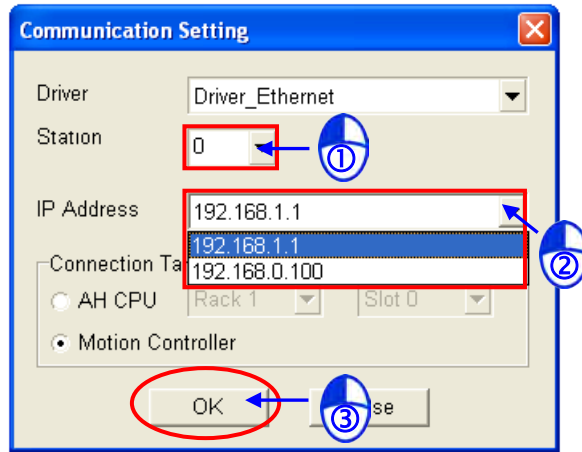 Communication Setting
Driver
Driver_Ethernet
Station
0
①
IP Address
192.168.1.1
192.168.1.1
②
Connection Ta
192.168.0.100
AH CPU
Rack 1
Slot 0
Motion Controller
OK
③
se